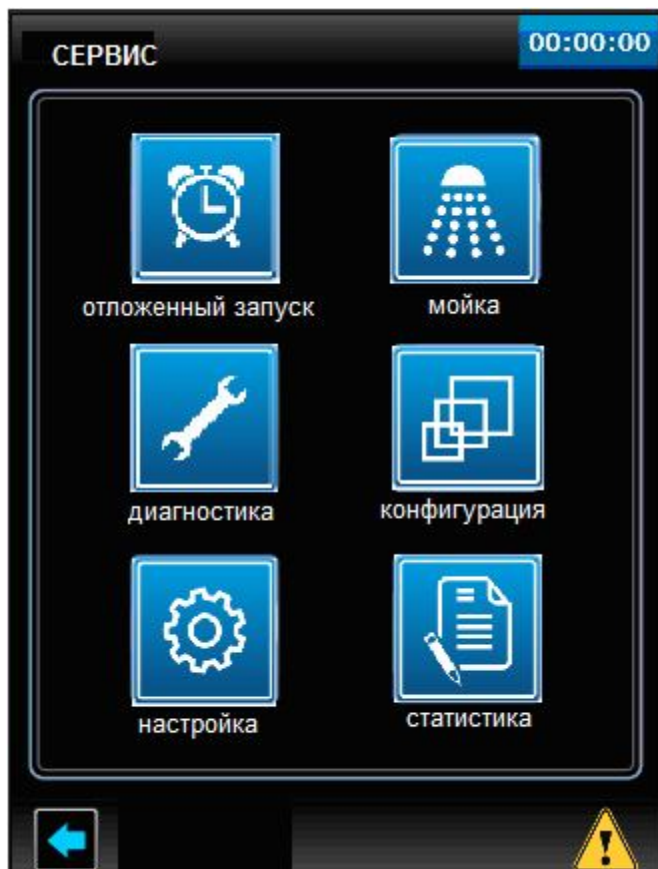 СЕРВИС
00:00:00
отложенный запуск
мойка
диагностика
конфигурация
настройка
статистика